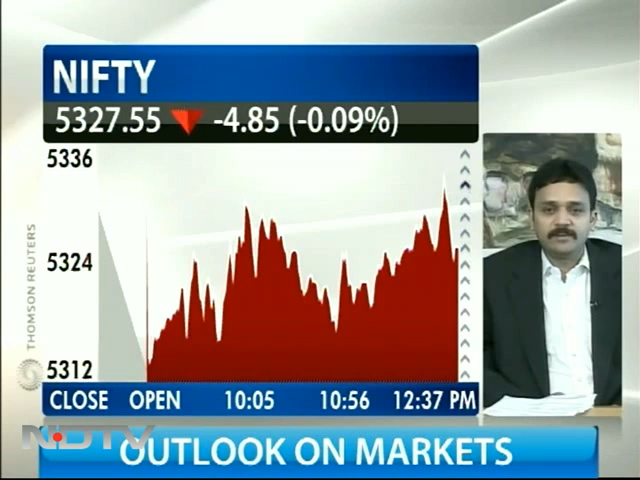 NIFTY
5327.55 -4.85 (-0.09%)
5336
5324
5312
THOMSON REUTERS
CLOSE OPEN 10:05 10:56 12:37 PM
NDTV
OUTLOOK ON MARKETS